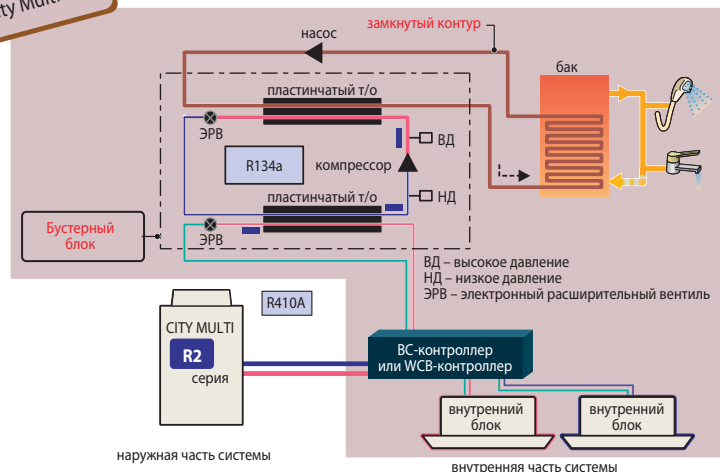 ty Multi
замкнутый контур
насос
бак
пластинчатый т/о
ЭРВ
ВД
R134a
компрессор
пластинчатый т/о
НД
Бустерный
блок
ЭРВ
ВД – высокое давление
НД – низкое давление
ЭРВ – электронный расширительный вентиль
R410A
CITY MULTI
R2
серия
BC-контроллер
или WCB-контроллер
внутренний
блок
внутренний
блок
наружная часть системы
внутренняя часть системы